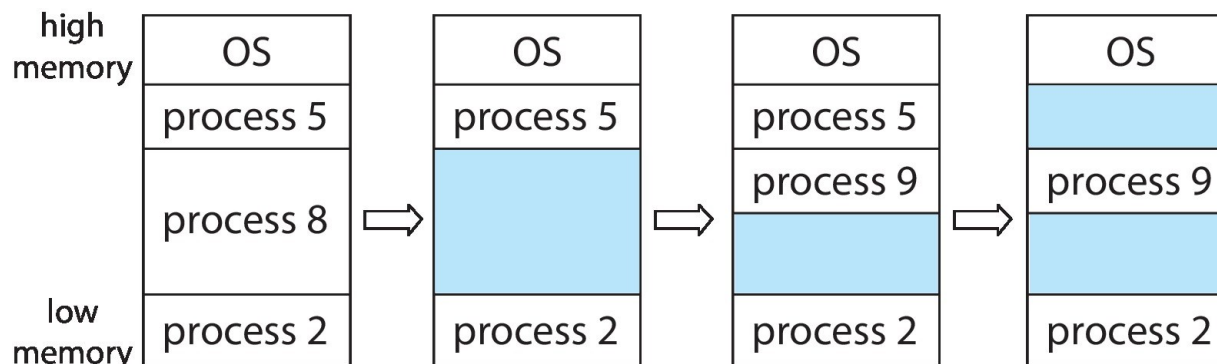 high
memory
OS
process 5
process 8
process 2
low
memory
OS
process 5
process 2
OS
process 5
process 9
process 2
OS
process 9
process 2